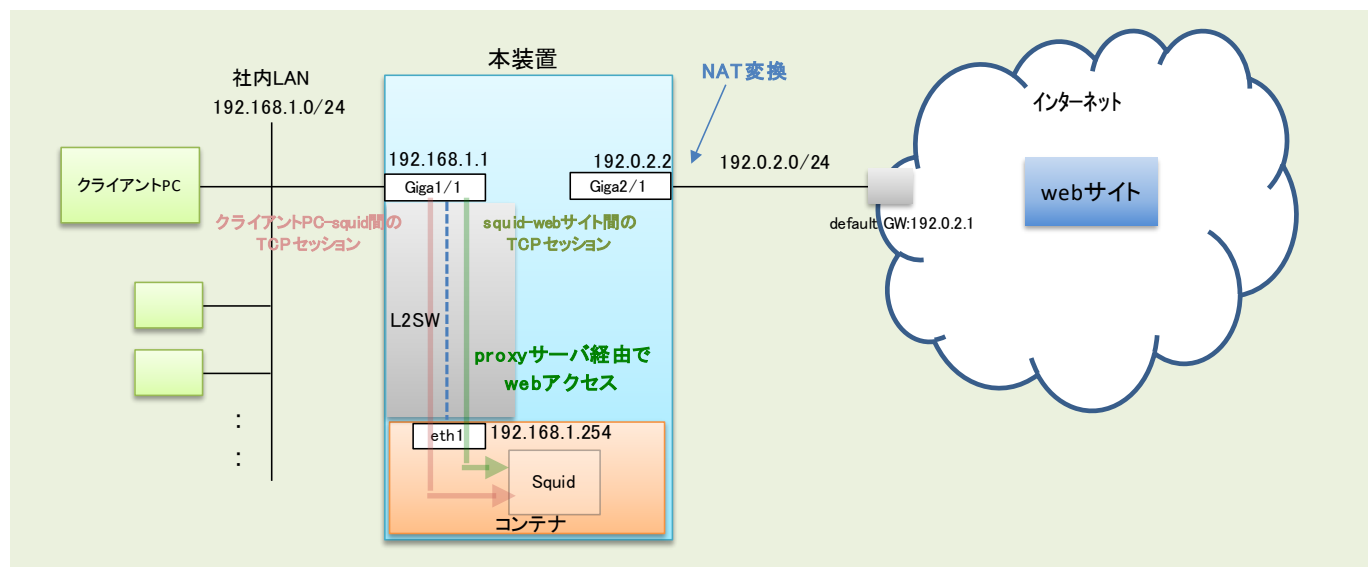 本装置
社内LAN
192.168.1.0/24
NAT変換
インターネット
クライアントPC
192.168.1.1
Giga1/1
192.0.2.2
Giga2/1
192.0.2.0/24
webサイト
default GW:192.0.2.1
クライアントPC-squid間の
TCPセッション
squid-webサイト間の
TCPセッション
L2SW
proxyサーバ経由で
webアクセス
:
:
eth1
192.168.1.254
Squid
コンテナ